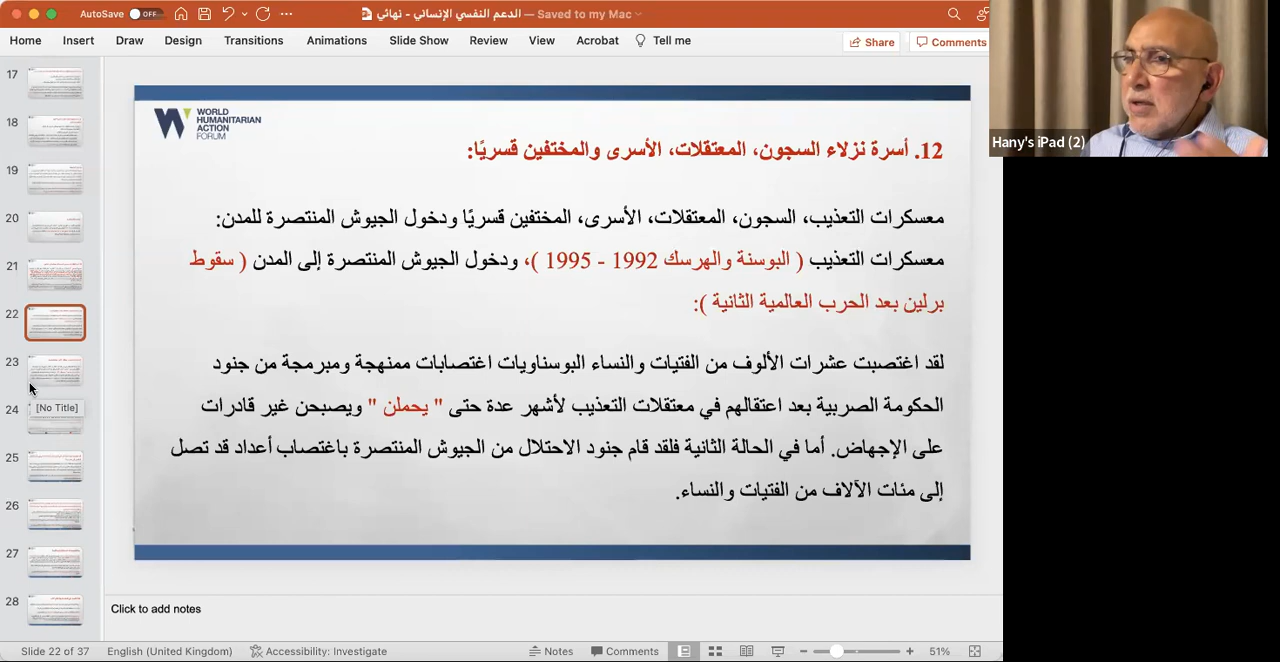 AutoSave OFF
الدعم النفسي الإنساني - نهائي — Saved to my Mac
Home Insert Draw Design Transitions Animations Slide Show Review View Acrobat Tell me Share Comments
Hany's iPad (2)
17
18
19
20
21
22
23
24
[No Title]
25
26
27
28
WORLD
HUMANITARIAN
ACTION
FORUM
12. أسرة نزلاء السجون، المعتقلات، الأسرى والمختفين قسريًا:
معسكرات التعذيب، السجون، المعتقلات، الأسرى، المختفين قسريًا ودخول الجيوش المنتصرة للمدن:
معسكرات التعذيب ( البوسنة والهرسك 1992 - 1995 )، ودخول الجيوش المنتصرة إلى المدن ( سقوط
برلين بعد الحرب العالمية الثانية ):
لقد اغتصبت عشرات الألوف من الفتيات والنساء البوسناويات اغتصابات ممنهجة ومبرمجة من جنود
الحكومة الصربية بعد اعتقالهم في معتقلات التعذيب لأشهر عدة حتى " يحملن " ويصبحن غير قادرات
على الإجهاض. أما في الحالة الثانية فلقد قام جنود الاحتلال من الجيوش المنتصرة باغتصاب أعداد قد تصل
إلى مئات الآلاف من الفتيات والنساء.
Click to add notes
Slide 22 of 37 English (United Kingdom) Accessibility: Investigate Notes Comments 51%